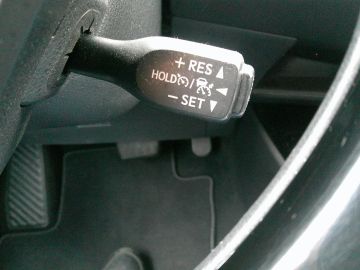 + RES ▲
HOLD / ◀
− SET ▼